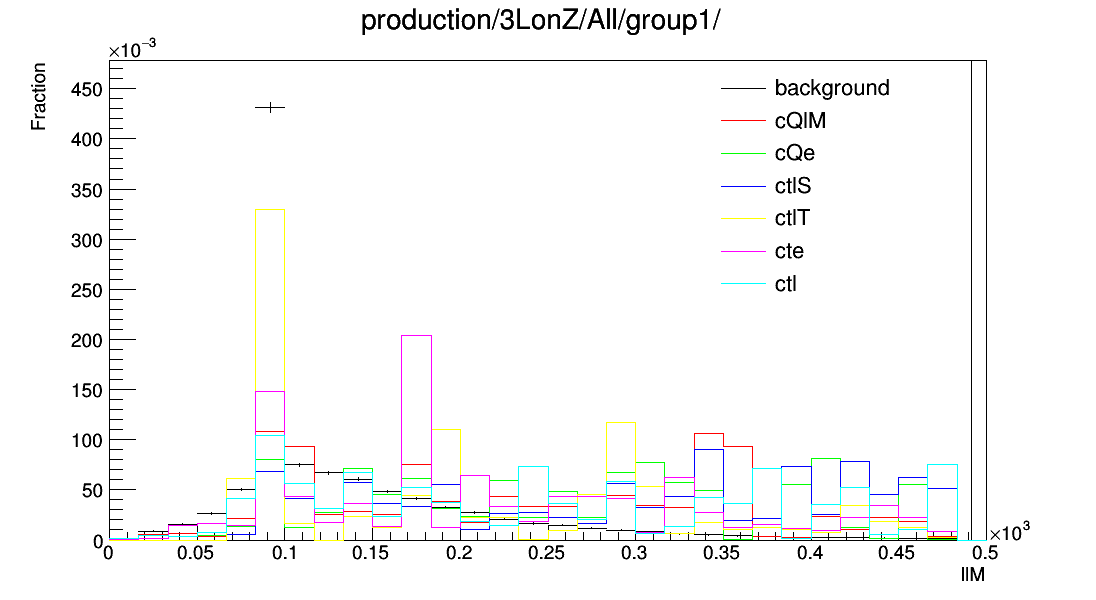 production/3LonZ/All/group1/
×10⁻³
Fraction
450
400
350
300
250
200
150
100
50
0
background
cQlM
cQe
ctlS
ctlT
cte
ctl
0 0.05 0.1 0.15 0.2 0.25 0.3 0.35 0.4 0.45 0.5
×10³
llM